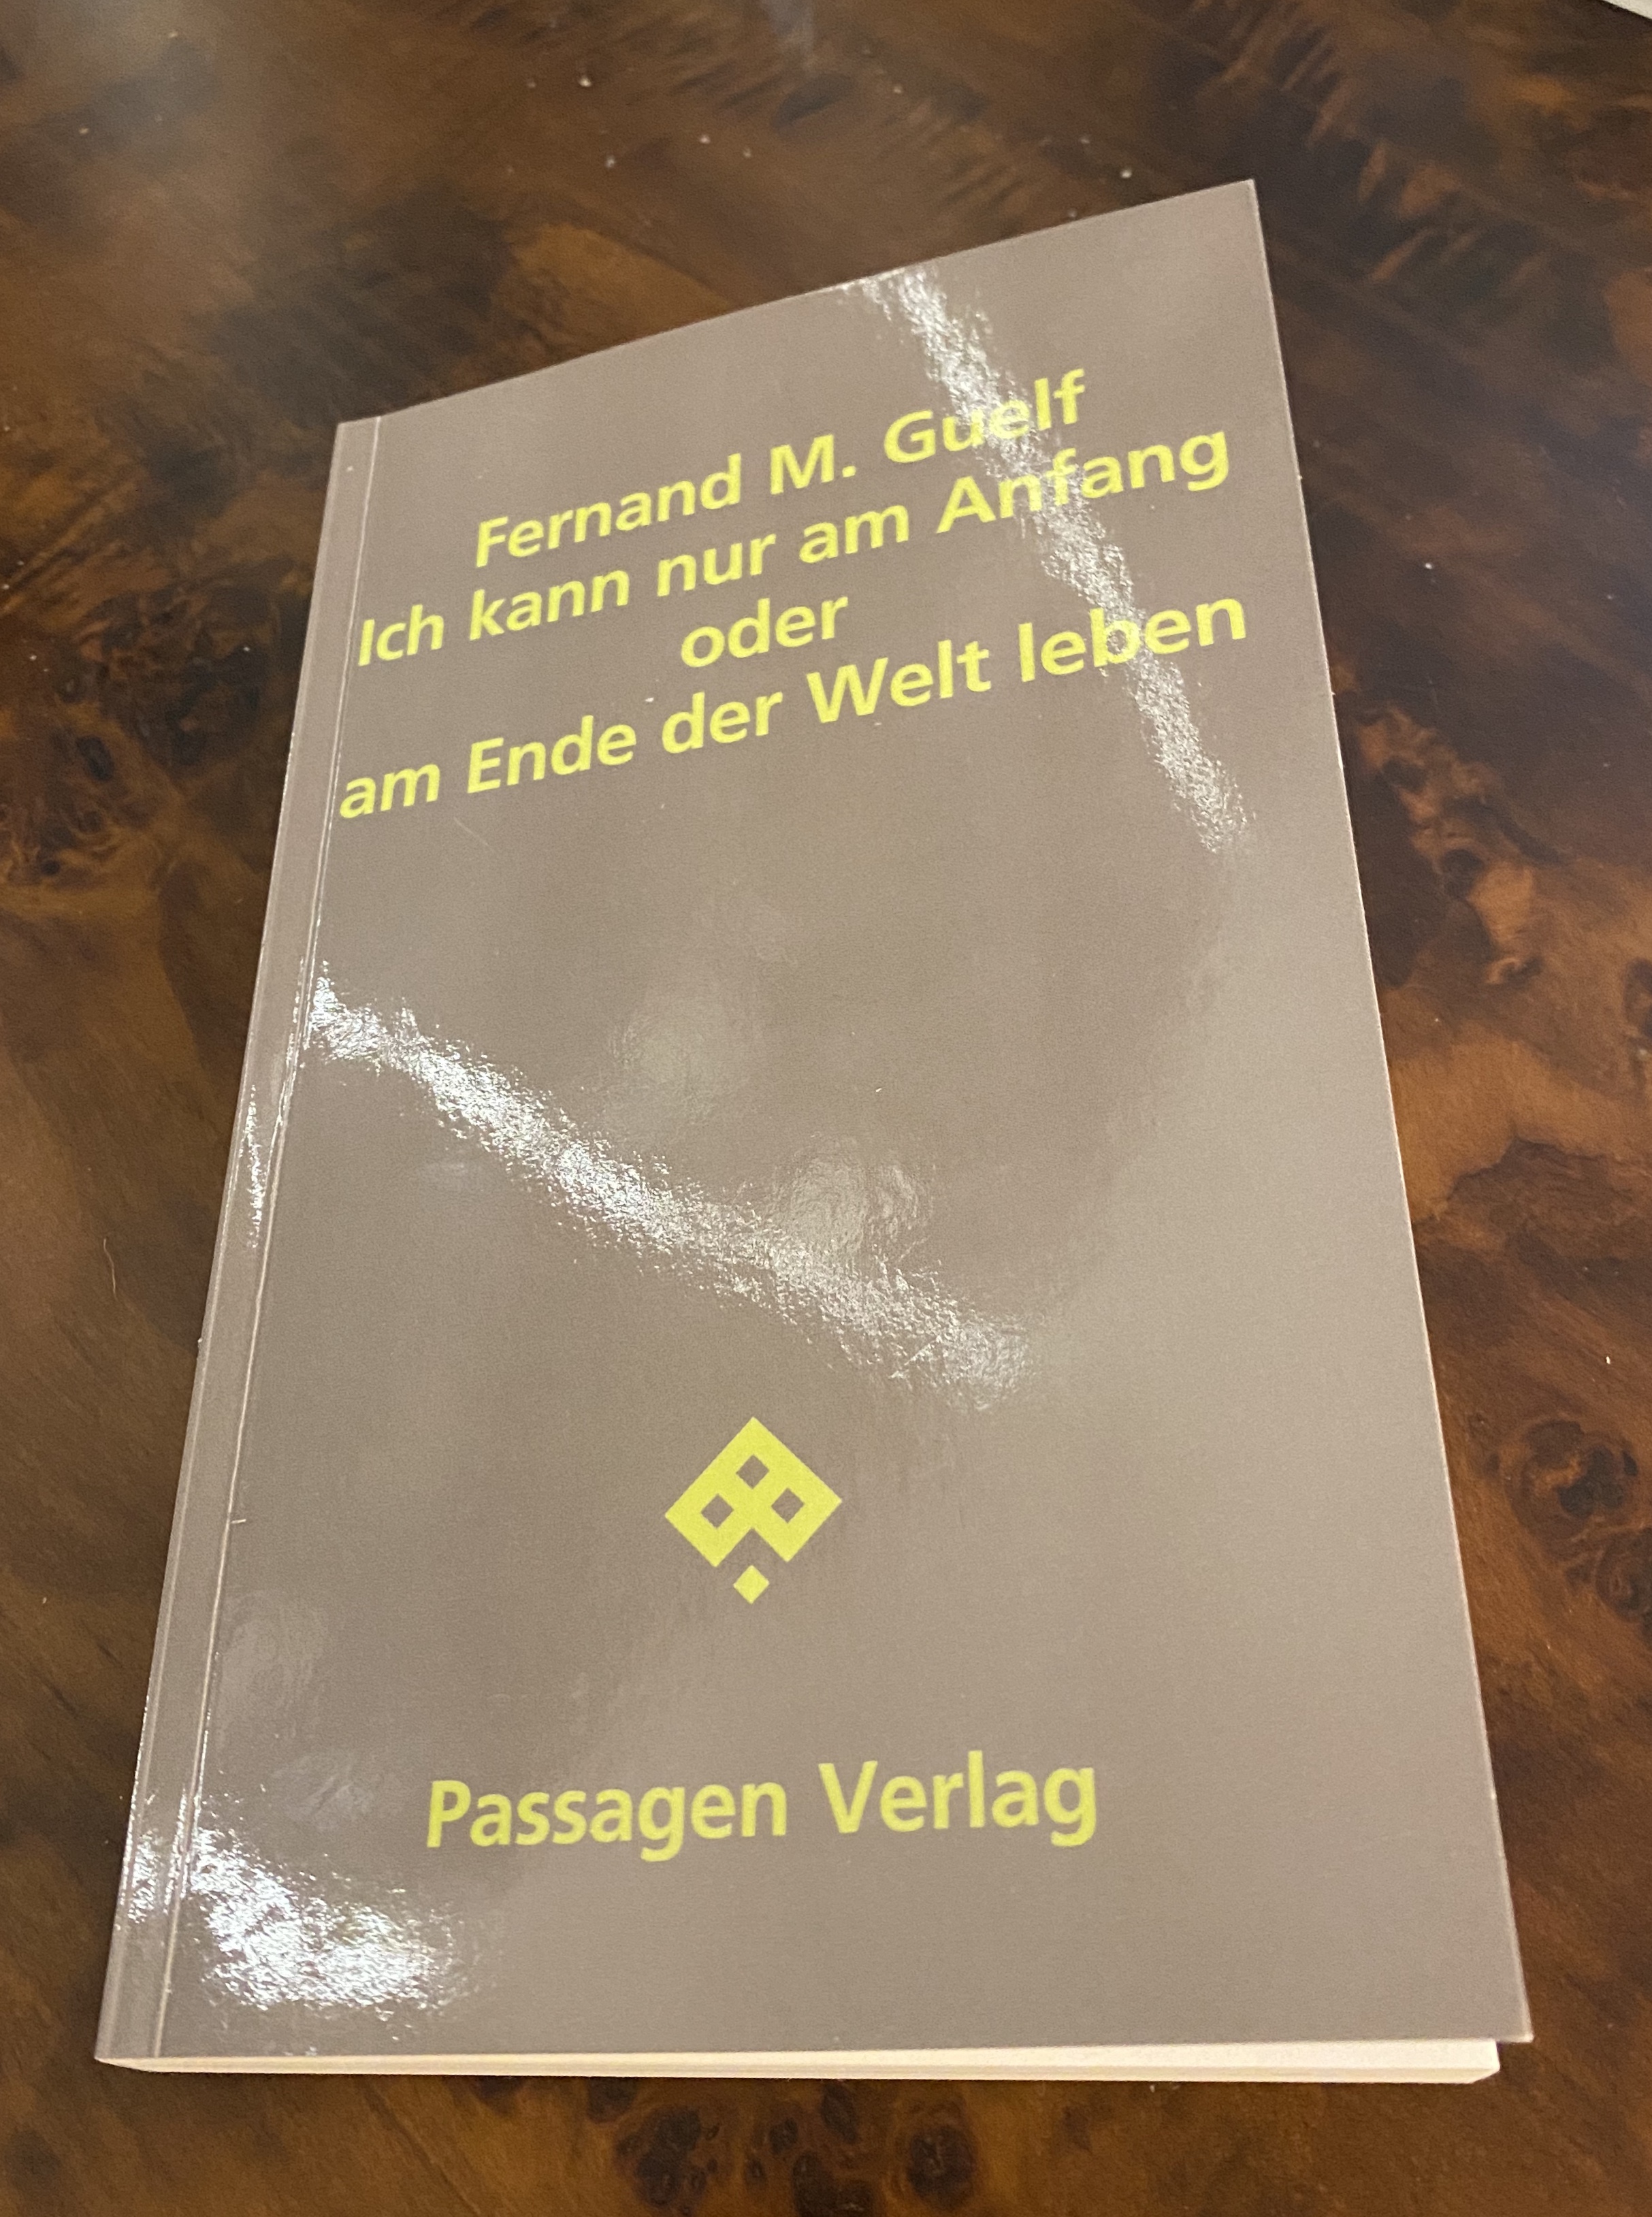 Fernand M. Guelf
Ich kann nur am Anfang
oder
am Ende der Welt leben
Passagen Verlag